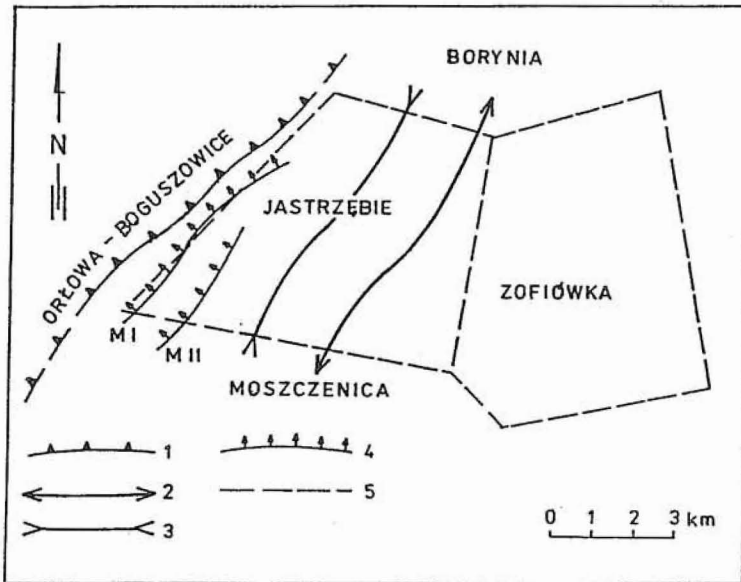 BORYNIA
N
ORŁOWA - BOGUSZOWICE
JASTRZĘBIE
ZOFIÓWKA
M I
M II
MOSZCZENICA
1
4
2
5
3
0 1 2 3 km